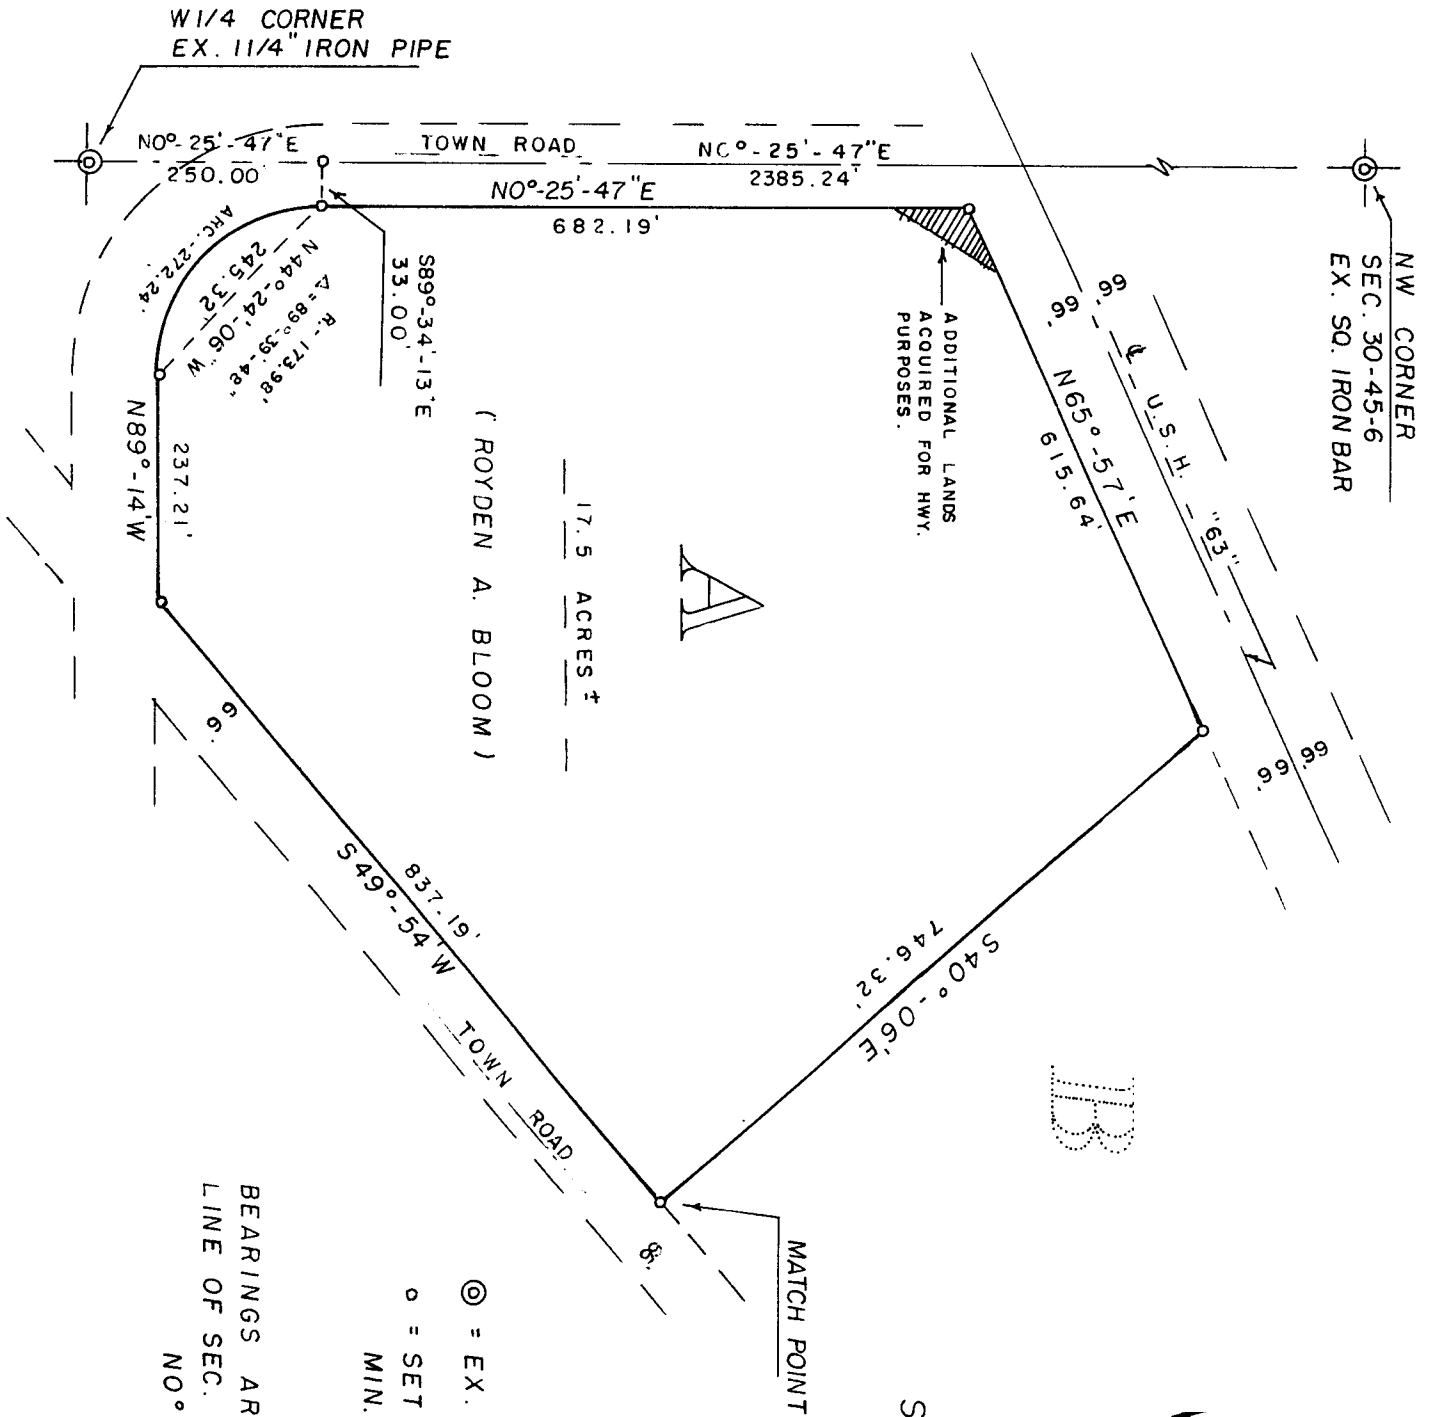 W1/4 CORNER
EX. 11/4" IRON PIPE
N0°-25'-47"E
250.00'
TOWN ROAD
NC°-25'-47"E
2385.24'
N0°-25'-47"E
682.19'
NW CORNER
SEC. 30-45-6
EX. SQ. IRON BAR
66'
66'
℄ U.S.H. "63"
N65°-57'E
615.64'
ADDITIONAL LANDS
ACQUIRED FOR HWY.
PURPOSES.
S89°-34'-13"E
33.00'
ARC.-272.24'
245.32'
N44°-24'-06"W
Δ=89°-39'-48"
R.-173.98'
237.21'
N89°-14'W
A
17.5 ACRES ±
(ROYDEN A. BLOOM)
66'
66'
S40°-06'E
746.32'
66'
837.19'
S49°-54'W
TOWN ROAD
B
MATCH POINT
= EX.
= SET
MIN.
BEARINGS AR
LINE OF SEC.
N0°
S